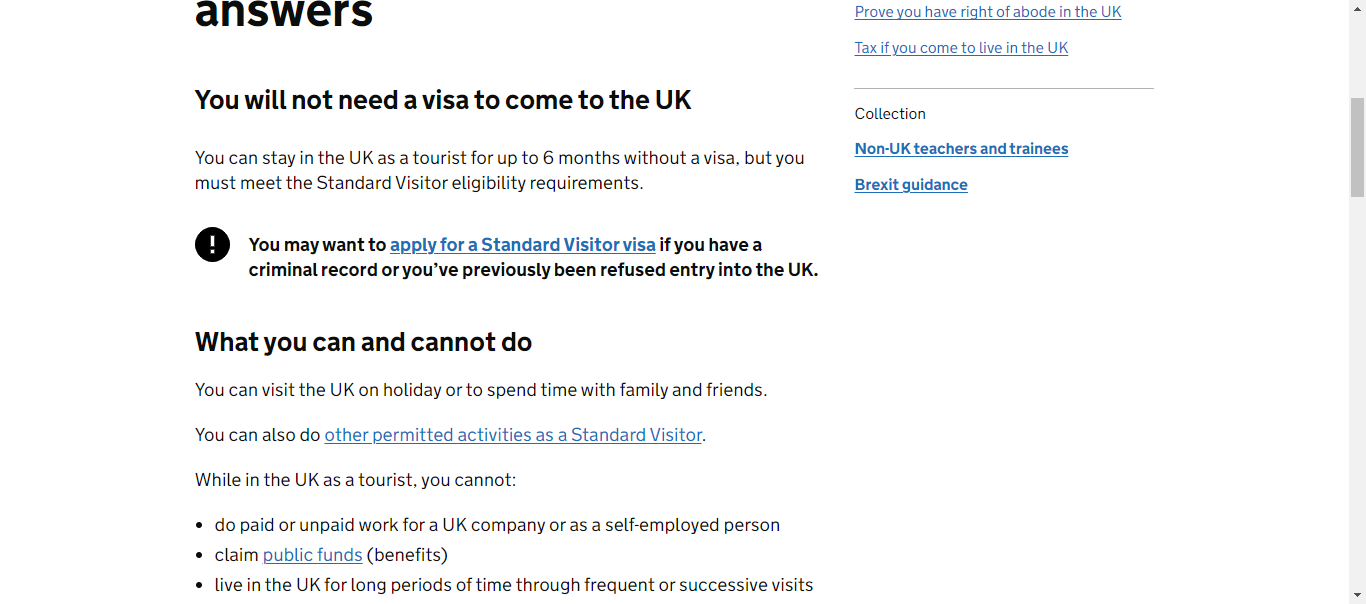 answers
You will not need a visa to come to the UK
You can stay in the UK as a tourist for up to 6 months without a visa, but you
must meet the Standard Visitor eligibility requirements.
! You may want to apply for a Standard Visitor visa if you have a
criminal record or you’ve previously been refused entry into the UK.
What you can and cannot do
You can visit the UK on holiday or to spend time with family and friends.
You can also do other permitted activities as a Standard Visitor.
While in the UK as a tourist, you cannot:
• do paid or unpaid work for a UK company or as a self-employed person
• claim public funds (benefits)
• live in the UK for long periods of time through frequent or successive visits
Prove you have right of abode in the UK
Tax if you come to live in the UK
Collection
Non-UK teachers and trainees
Brexit guidance